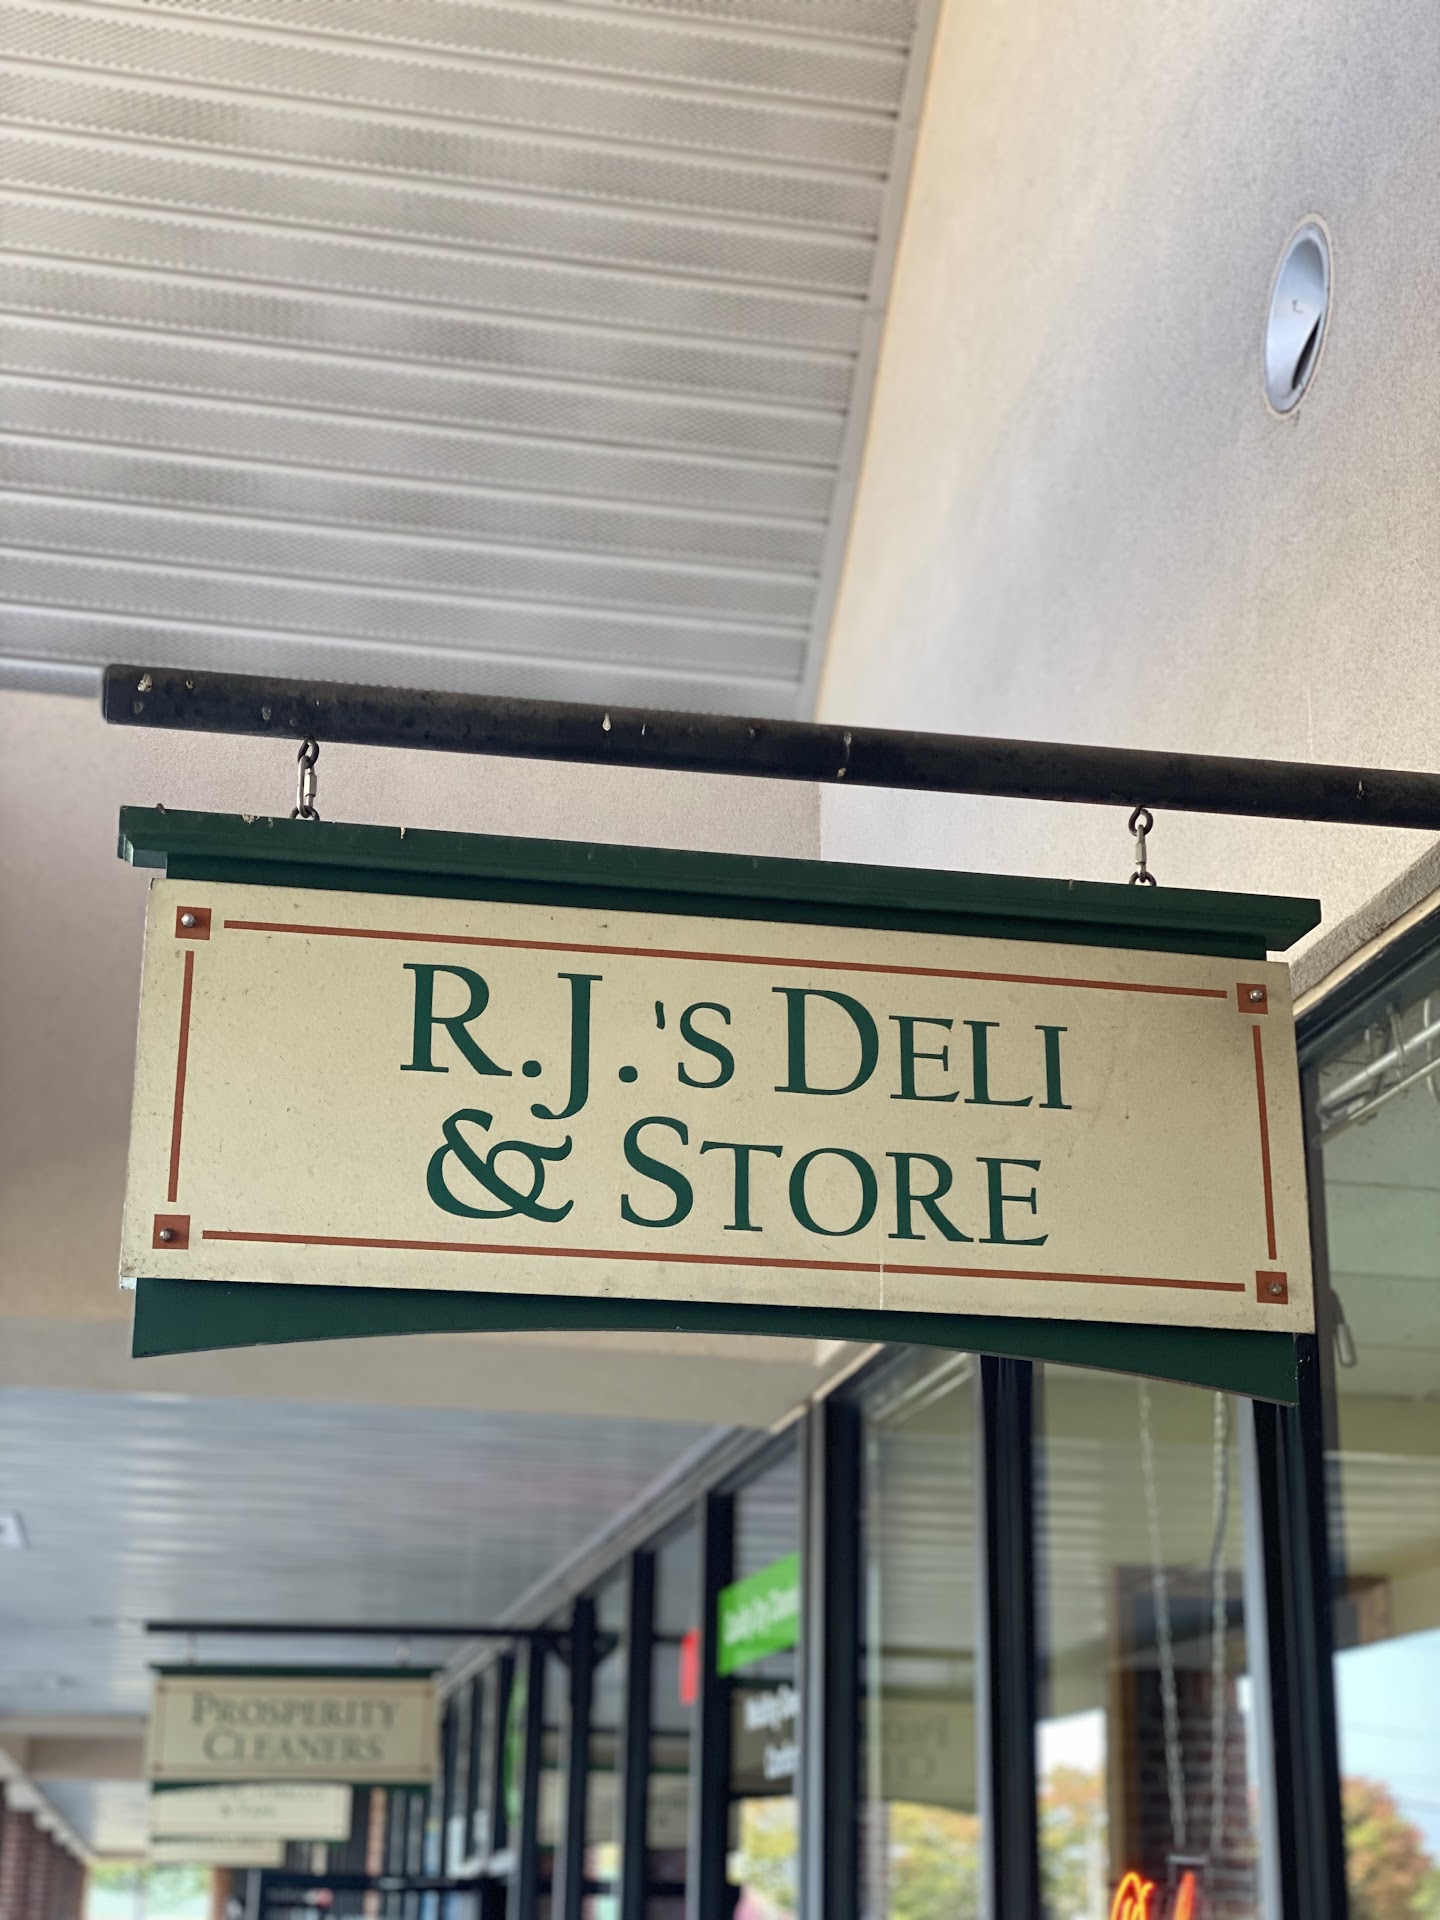 R.J.'S DELI
& STORE
PROSPERITY
CLEANERS